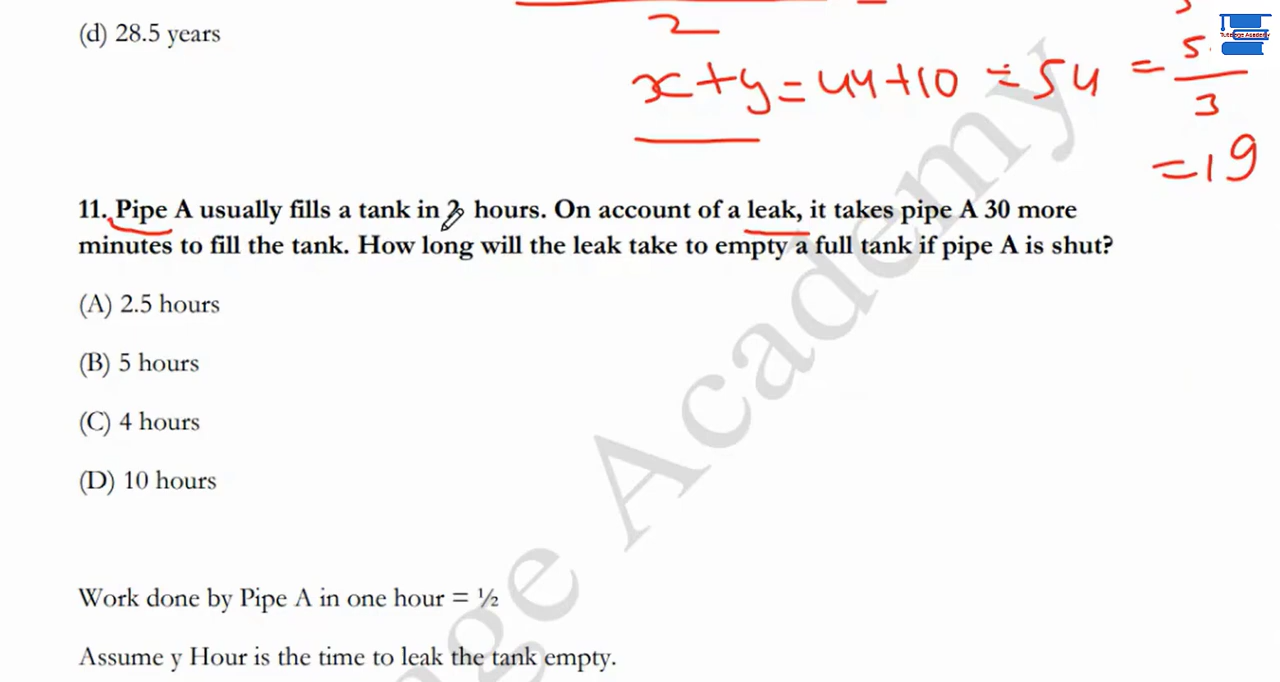 2
(d) 28.5 years
x+y=44+10 = 54 =
3
=19
11. Pipe A usually fills a tank in 2 hours. On account of a leak, it takes pipe A 30 more
minutes to fill the tank. How long will the leak take to empty a full tank if pipe A is shut?
(A) 2.5 hours
(B) 5 hours
(C) 4 hours
(D) 10 hours
Work done by Pipe A in one hour = ½
Assume y Hour is the time to leak the tank empty.
ge Academy